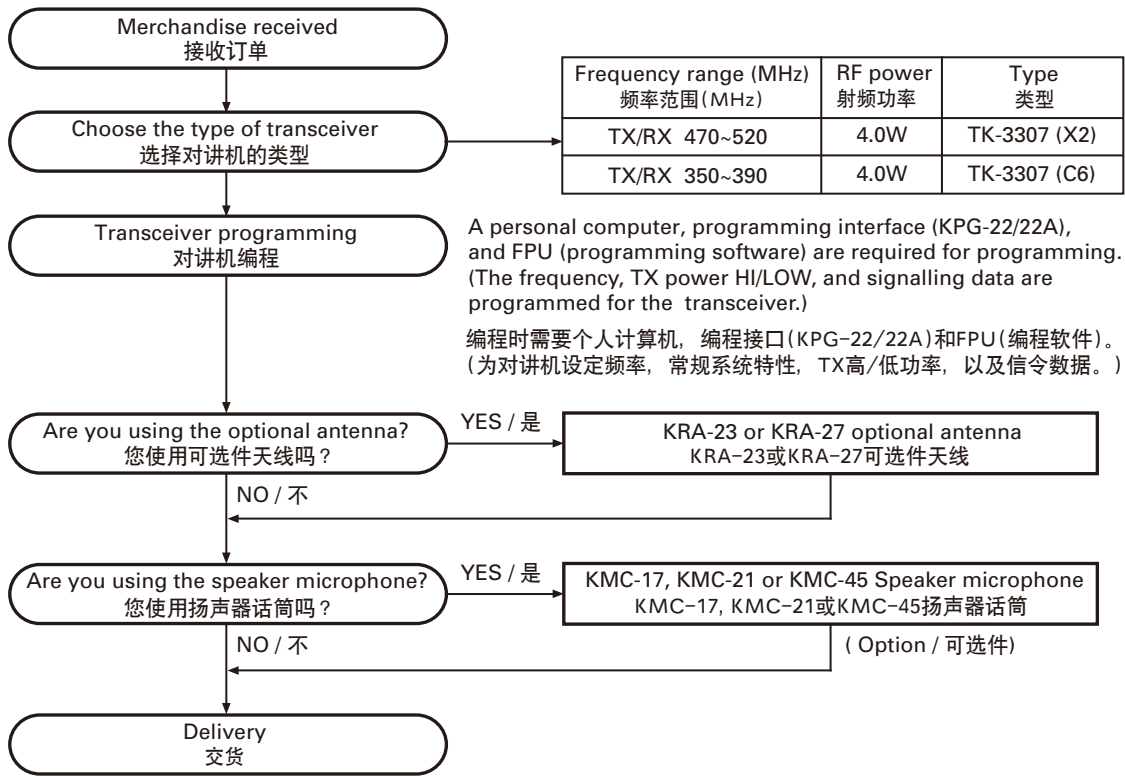 Merchandise received
接收订单
Choose the type of transceiver
选择对讲机的类型
Frequency range (MHz) RF power Type
频率范围(MHz) 射频功率 类型
TX/RX 470~520 4.0W TK-3307 (X2)
TX/RX 350~390 4.0W TK-3307 (C6)
Transceiver programming
对讲机编程
A personal computer, programming interface (KPG-22/22A),
and FPU (programming software) are required for programming.
(The frequency, TX power HI/LOW, and signalling data are
programmed for the transceiver.)
编程时需要个人计算机，编程接口(KPG-22/22A)和FPU(编程软件)。
(为对讲机设定频率，常规系统特性，TX高/低功率，以及信令数据。)
Are you using the optional antenna?
您使用可选件天线吗？
YES / 是
KRA-23 or KRA-27 optional antenna
KRA-23或KRA-27可选件天线
NO / 不
Are you using the speaker microphone?
您使用扬声器话筒吗？
YES / 是
KMC-17, KMC-21 or KMC-45 Speaker microphone
KMC-17, KMC-21或KMC-45扬声器话筒
NO / 不
( Option / 可选件)
Delivery
交货